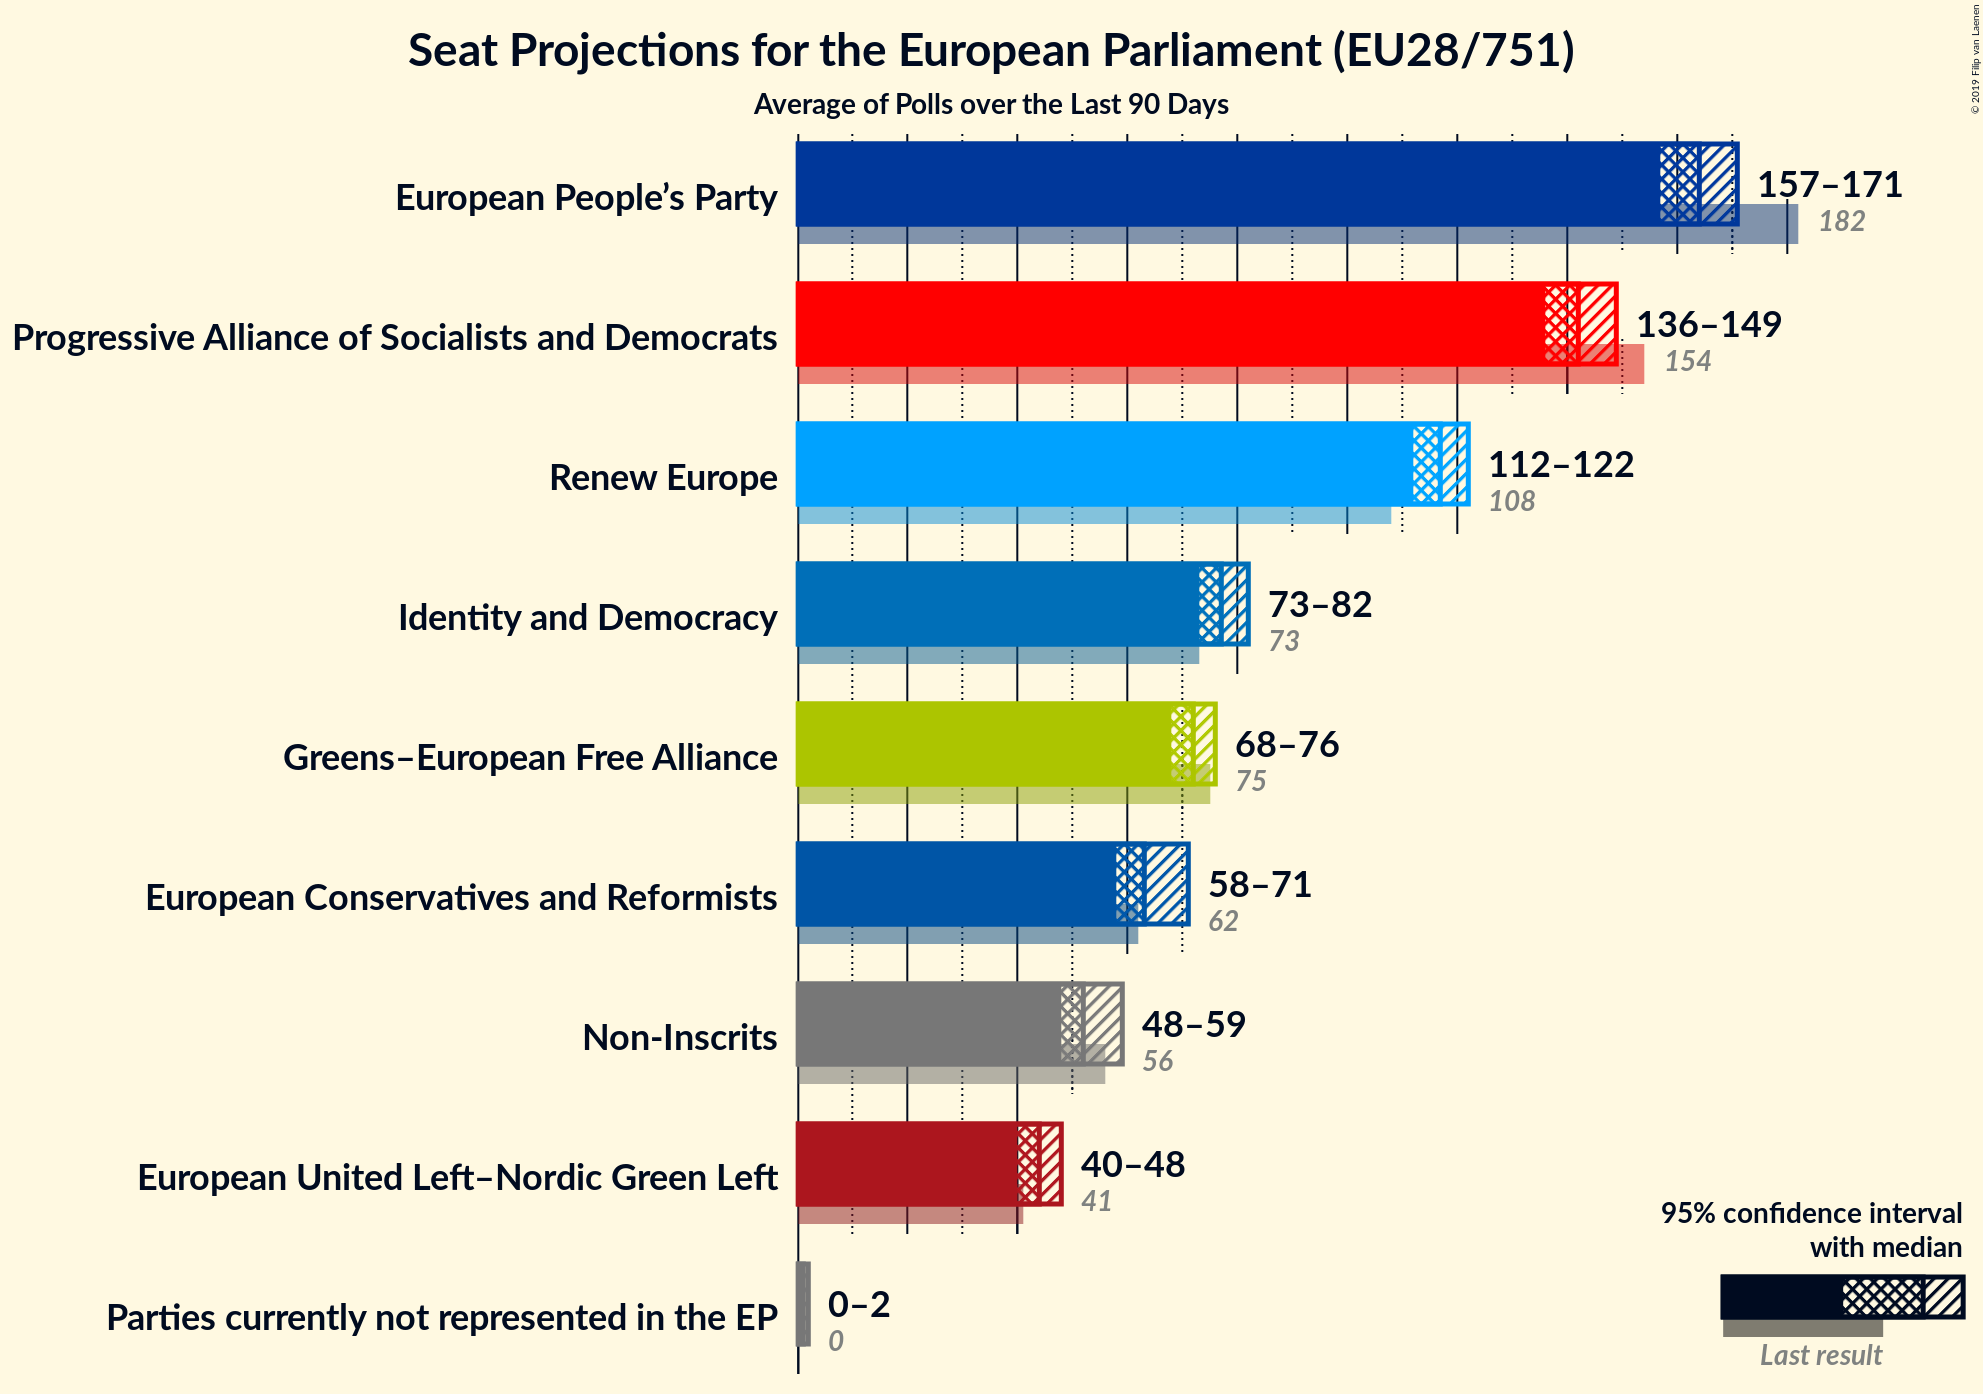 Seat Projections for the European Parliament (EU28/751)
Average of Polls over the Last 90 Days
© 2019 Filip van Laenen
European People’s Party
157–171
182
Progressive Alliance of Socialists and Democrats
136–149
154
Renew Europe
112–122
108
Identity and Democracy
73–82
73
Greens–European Free Alliance
68–76
75
European Conservatives and Reformists
58–71
62
Non-Inscrits
48–59
56
European United Left–Nordic Green Left
40–48
41
Parties currently not represented in the EP
0–2
0
95% confidence interval
with median
Last result